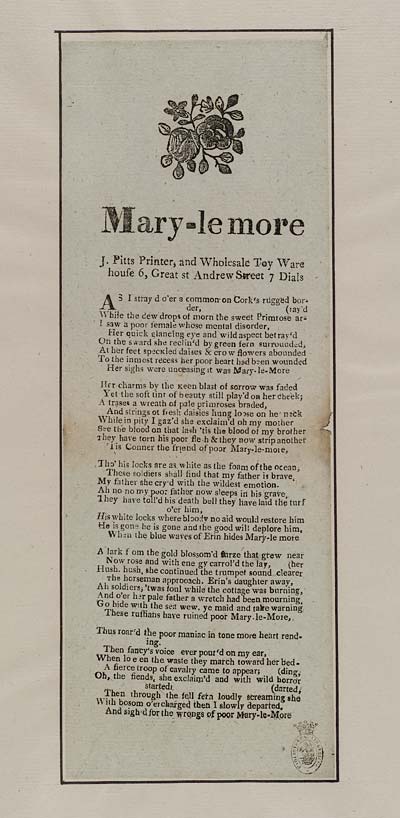 Mary-le more
J. Pitts Printer, and Wholesale Toy Ware
houſe 6, Great st Andrew Street 7 Dials
AS I stray'd o'er a common on Cork's rugged bor-
der, (ray'd
While the dew drops of morn the sweet Primrose ar-
I saw a poor female whose mental disorder,
Her quick glancing eye and wild aspect betray'd
On the sward she reclin'd by green fern surrounded,
At her feet speckled daises & crow flowers abounded
To the inmost recess her poor heart had been wounded
Her sighs were unceasing it was Mary-le-More
Her charms by the keen blast of sorrow was faded
Yet the soft tint of beauty still play'd on her cheek;
A trases a wreath of pale primroses braded,
And strings of fresh daisies hung loose on her neck
While in pity I gaz'd she exclaim'd oh my mother
See the blood on that lash 'tis the blood of my brother
They have torn his poor flesh & they now strip another
'Tis Conner the friend of poor Mary-le-more,
Tho' his locks are as white as the foam of the ocean,
These soldiers shall find that my father is brave,
My father she cry'd with the wildest emotion.
Ah no no my poor father now sleeps in his grave,
They have toll'd his death bell they have laid the turf
o'er him,
His white locks where bloody no aid would restore him
He is gone he is gone and the good will deplore him,
When the blue waves of Erin hides Mary-le more
A lark f om the gold blossom'd furze that grew near
Now rose and with energy carrol'd the lay, (her
Hush. hush, she continued the trumpet sound clearer
The horseman approach. Erin's daughter away,
Ah soldiers, 'twas foul while the cottage was burning,
And o'er her pale father a wretch had been mourning,
Go hide with the sea wew. ye maid and take warning
These ruffians have ruined poor Mary-le-More,
Thus roar'd the poor maniac in tone more heart rend-
ing.
Then fancy's voice ever pour'd on my ear,
When lo e en the waste they march toward her bed-
A fierce troop of cavalry came to appear; (ding,
Oh, the fiends, she exclaim'd and with wild horror
started; (darted,
Then through the fell fern loudly screaming she
With bosom o'ercharged then I slowly departed,
And sigh'd for the wrongs of poor Mary-le-More